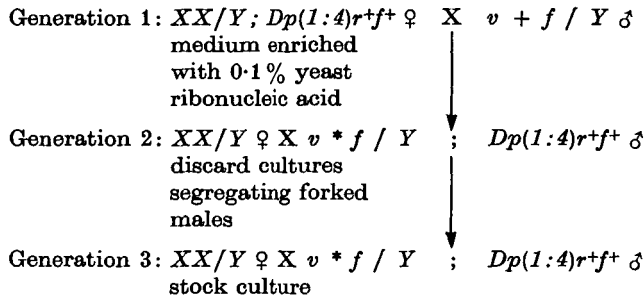 Generation 1: XX/Y; Dp(1:4)r⁺f⁺ ♀ X v + f / Y ♂
medium enriched
with 0·1% yeast
ribonucleic acid
Generation 2: XX/Y ♀ X v * f / Y ; Dp(1:4)r⁺f⁺ ♂
discard cultures
segregating forked
males
Generation 3: XX/Y ♀ X v * f / Y ; Dp(1:4)r⁺f⁺ ♂
stock culture